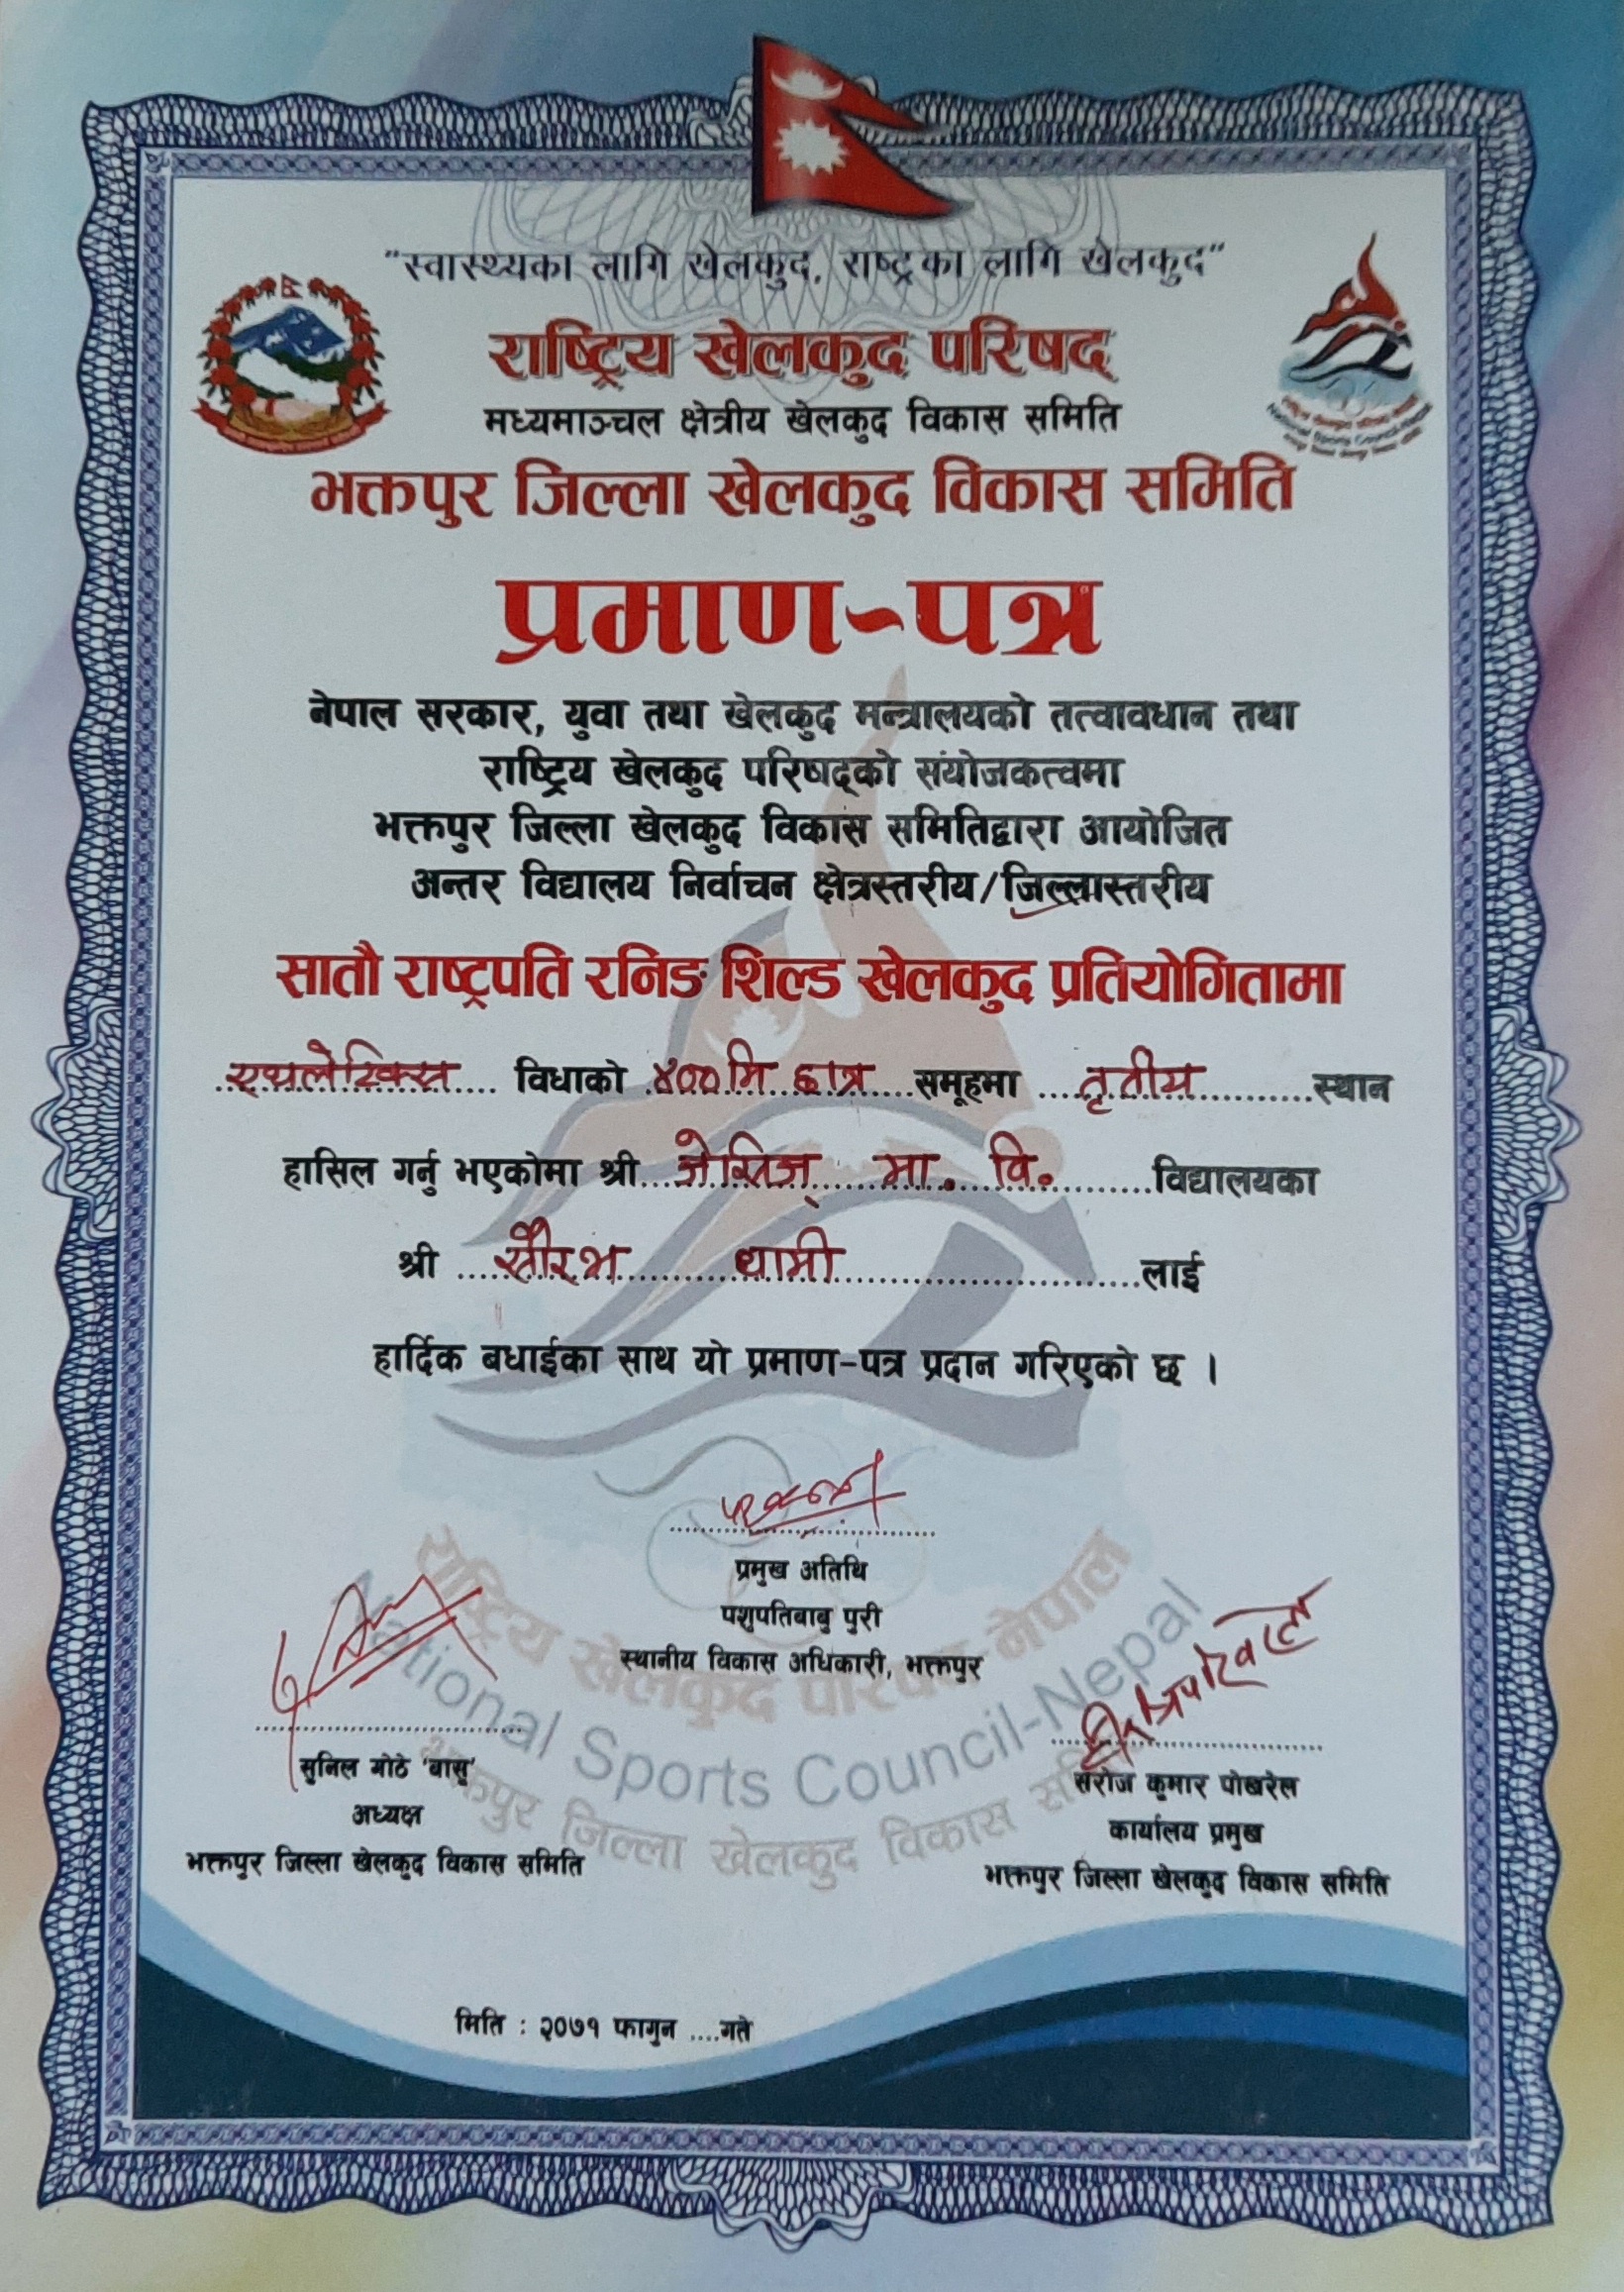 "स्वास्थ्यका लागि खेलकुद, राष्ट्रका लागि खेलकुद"
राष्ट्रिय खेलकुद परिषद्
मध्यमाञ्चल क्षेत्रीय खेलकुद विकास समिति
भक्तपुर जिल्ला खेलकुद विकास समिति
प्रमाण-पत्र
नेपाल सरकार, युवा तथा खेलकुद मन्त्रालयको तत्वावधान तथा
राष्ट्रिय खेलकुद परिषद्को संयोजकत्वमा
भक्तपुर जिल्ला खेलकुद विकास समितिद्वारा आयोजित
अन्तर विद्यालय निर्वाचन क्षेत्रस्तरीय/जिल्लास्तरीय
सातौ राष्ट्रपति रनिङ शिल्ड खेलकुद प्रतियोगितामा
एथलेटिक्स विधाको ४००मि छात्र समूहमा तृतीय स्थान
हासिल गर्नु भएकोमा श्री जेसिज् मा. वि. विद्यालयका
श्री सौरभ धामी लाई
हार्दिक बधाईका साथ यो प्रमाण-पत्र प्रदान गरिएको छ ।
प्रमुख अतिथि
पशुपतिबाबु पुरी
स्थानीय विकास अधिकारी, भक्तपुर
राष्ट्रिय खेलकुद परिषद नेपाल
National Sports Council-Nepal
भक्तपुर जिल्ला खेलकुद विकास समिति
सुनिल गोठे 'बासु'
अध्यक्ष
भक्तपुर जिल्ला खेलकुद विकास समिति
सरोज कुमार पोखरेल
कार्यालय प्रमुख
भक्तपुर जिल्ला खेलकुद विकास समिति
मिति : २०७१ फागुन ....गते